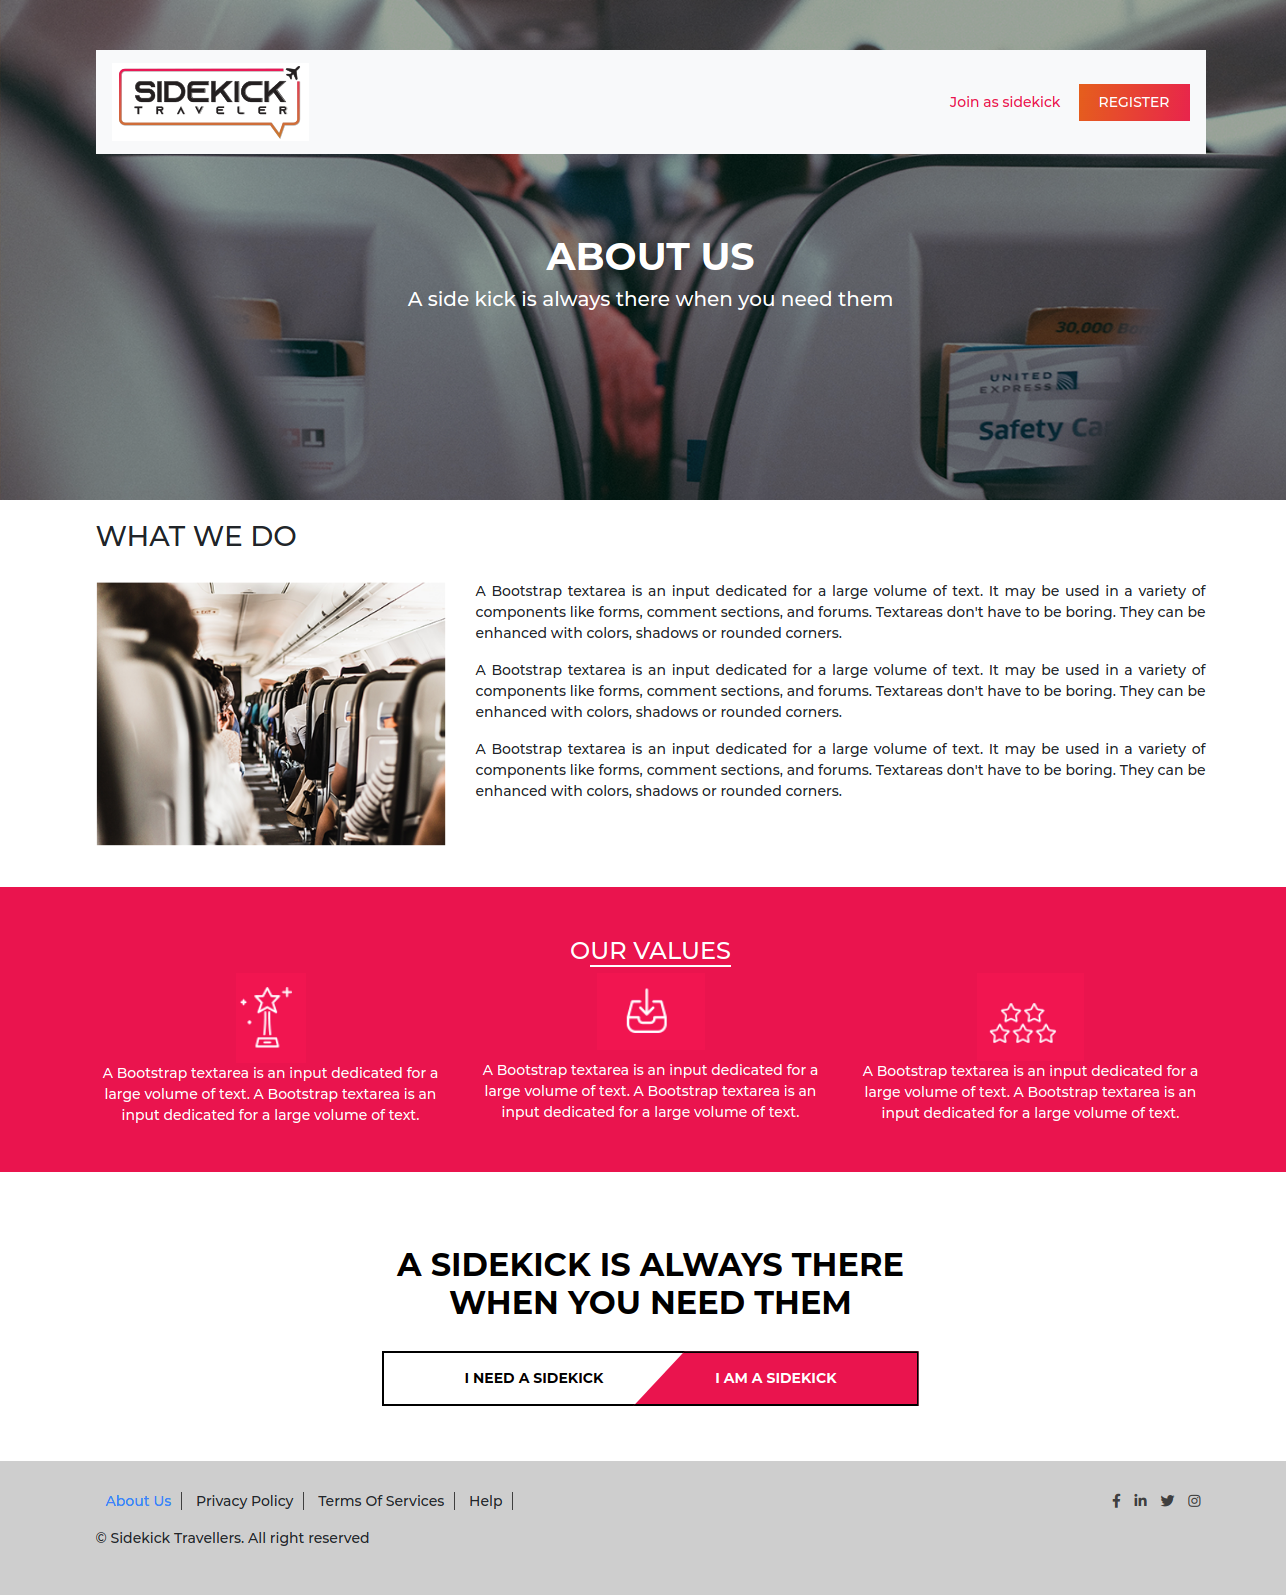 SIDEKICK
TRAVELER
Join as sidekick
REGISTER
ABOUT US
A side kick is always there when you need them
30,000
UNITED
EXPRESS
Safety
WHAT WE DO
A Bootstrap textarea is an input dedicated for a large volume of text. It may be used in a variety of
components like forms, comment sections, and forums. Textareas don't have to be boring. They can be
enhanced with colors, shadows or rounded corners.
A Bootstrap textarea is an input dedicated for a large volume of text. It may be used in a variety of
components like forms, comment sections, and forums. Textareas don't have to be boring. They can be
enhanced with colors, shadows or rounded corners.
A Bootstrap textarea is an input dedicated for a large volume of text. It may be used in a variety of
components like forms, comment sections, and forums. Textareas don't have to be boring. They can be
enhanced with colors, shadows or rounded corners.
OUR VALUES
A Bootstrap textarea is an input dedicated for a
large volume of text. A Bootstrap textarea is an
input dedicated for a large volume of text.
A Bootstrap textarea is an input dedicated for a
large volume of text. A Bootstrap textarea is an
input dedicated for a large volume of text.
A Bootstrap textarea is an input dedicated for a
large volume of text. A Bootstrap textarea is an
input dedicated for a large volume of text.
A SIDEKICK IS ALWAYS THERE
WHEN YOU NEED THEM
I NEED A SIDEKICK
I AM A SIDEKICK
About Us
Privacy Policy
Terms Of Services
Help
© Sidekick Travellers. All right reserved